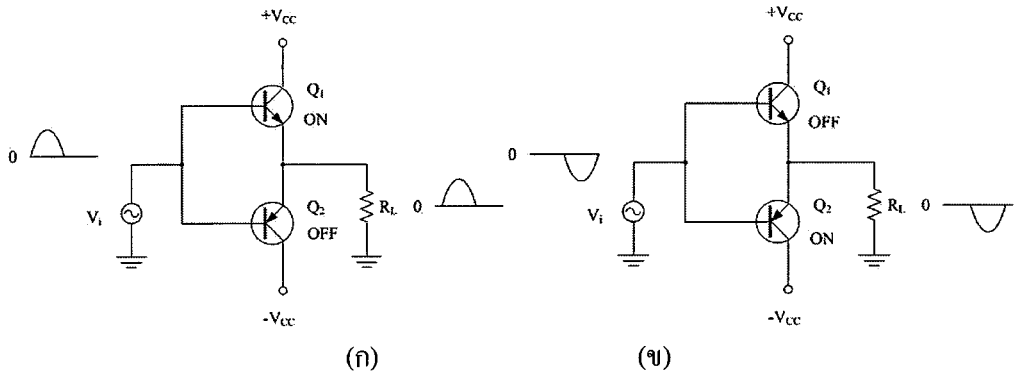 +VCC
Q1
ON
0
Vi
Q2
OFF
RL
0
-VCC
(ก)
+VCC
Q1
OFF
0
Vi
Q2
ON
RL
0
-VCC
(ข)